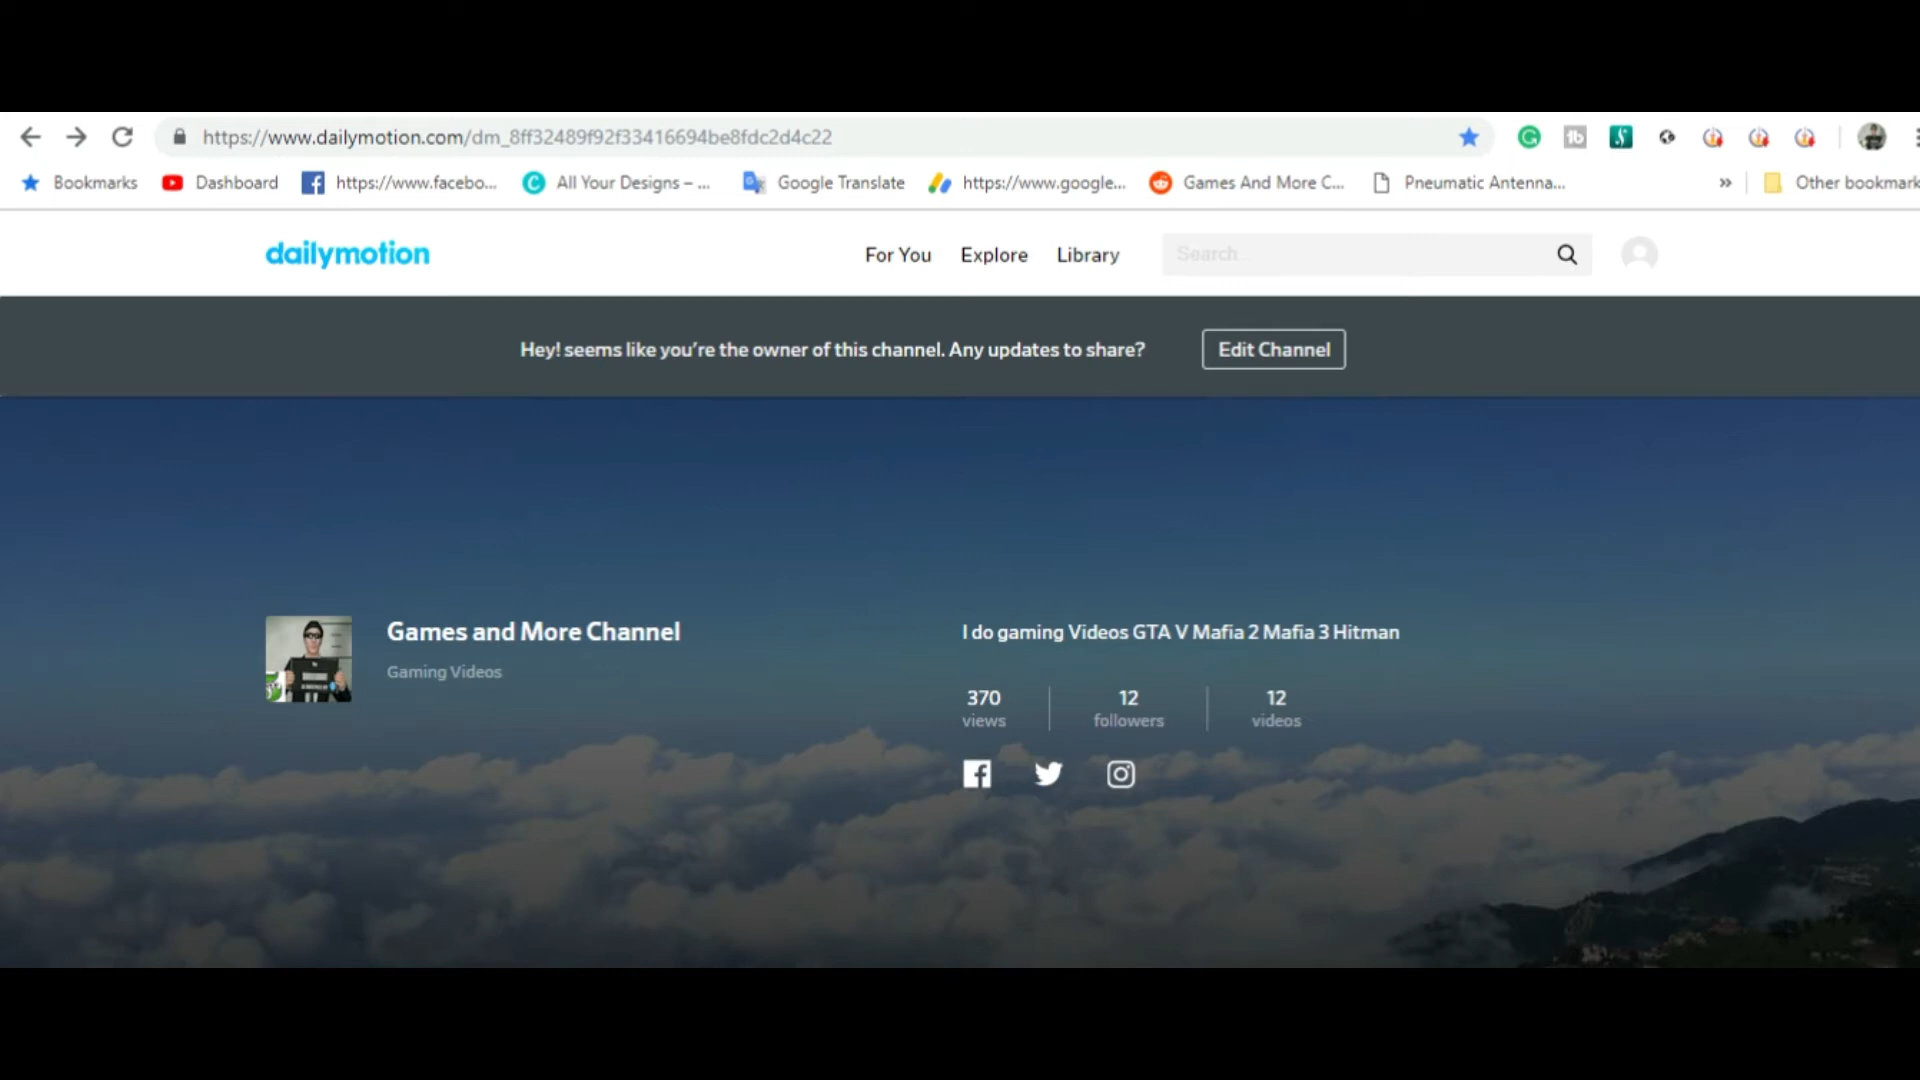 https://www.dailymotion.com/dm_8ff32489f92f33416694be8fdc2d4c22
Bookmarks Dashboard https://www.facebo... All Your Designs – ... Google Translate https://www.google... Games And More C... Pneumatic Antenna... » Other bookmark
dailymotion For You Explore Library Search...
Hey! seems like you're the owner of this channel. Any updates to share? Edit Channel
Games and More Channel
Gaming Videos
I do gaming Videos GTA V Mafia 2 Mafia 3 Hitman
370 12 12
views followers videos